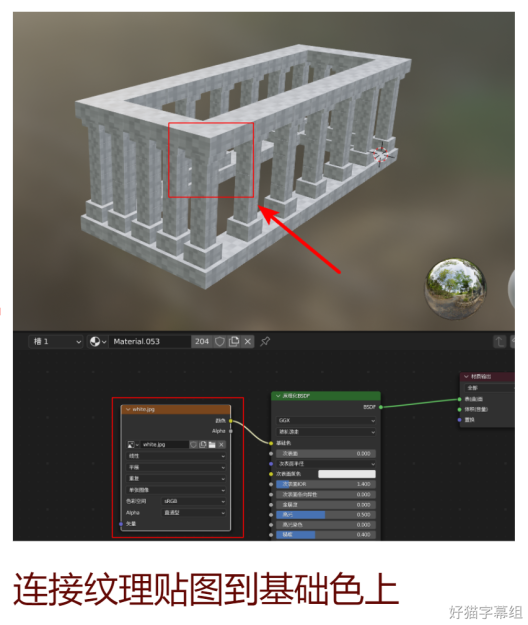 槽 1 Material.053 204
材质输出
全部
表(曲)面
体积(体量)
置换
white.jpg
颜色
Alpha
white.jpg
线性
平展
重复
单张图像
色彩空间 sRGB
Alpha 直通型
矢量
原理化BSDF
BSDF
GGX
随机游走
基础色
次表面 0.000
次表面半径
次表面颜色
次表面IOR 1.400
次表面各向异性 0.000
金属度 0.000
高光 0.500
高光染色 0.000
糙度 0.400
连接纹理贴图到基础色上
好猫字幕组